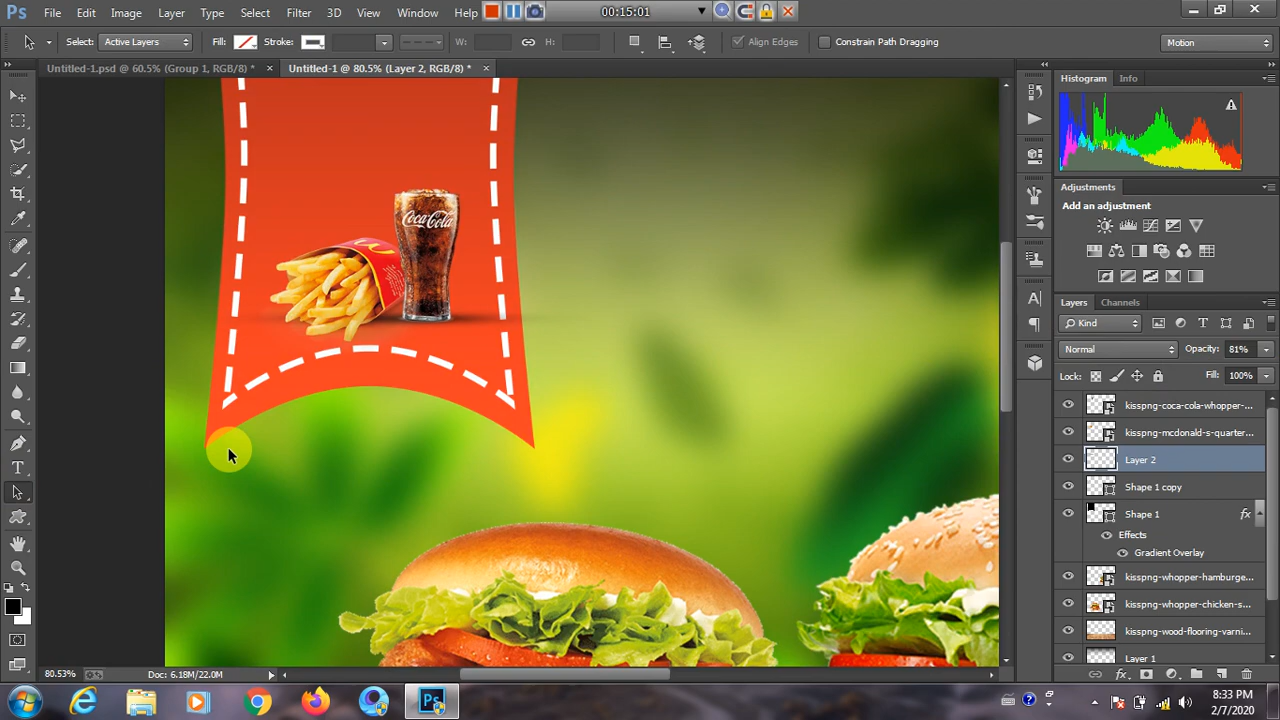 Ps File Edit Image Layer Type Select Filter 3D View Window Help 00:15:01
Select: Active Layers Fill: Stroke: W: H: Align Edges Constrain Path Dragging Motion
Untitled-1.psd @ 60.5% (Group 1, RGB/8) * × Untitled-1 @ 80.5% (Layer 2, RGB/8) * ×
Histogram Info
Adjustments
Add an adjustment
Coca-Cola
Layers Channels
Kind
Normal Opacity: 81%
Lock: Fill: 100%
kisspng-coca-cola-whopper-...
kisspng-mcdonald-s-quarter...
Layer 2
Shape 1 copy
Shape 1 fx
Effects
Gradient Overlay
kisspng-whopper-hamburge...
kisspng-whopper-chicken-s...
kisspng-wood-flooring-varni...
Layer 1
80.53% Doc: 6.18M/22.0M
8:33 PM
2/7/2020